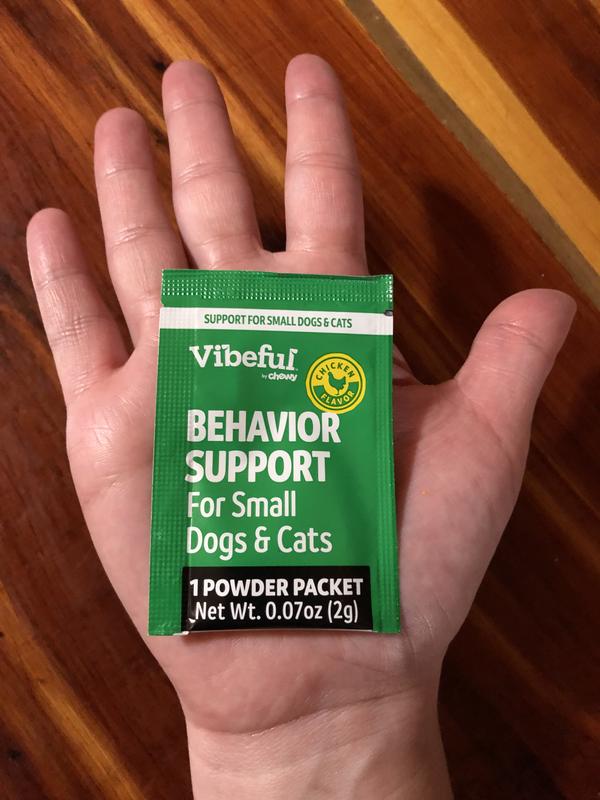 SUPPORT FOR SMALL DOGS & CATS
Vibeful
by chewy
CHICKEN
FLAVOR
BEHAVIOR
SUPPORT
For Small
Dogs & Cats
1 POWDER PACKET
Net Wt. 0.07oz (2g)